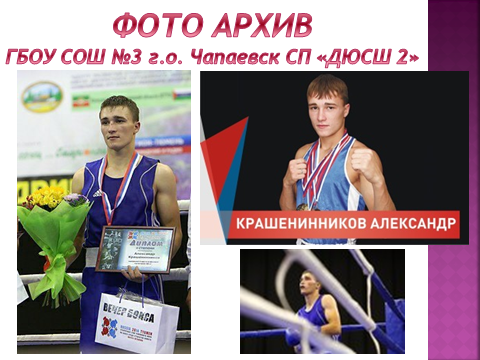 ФОТО АРХИВ
ГБОУ СОШ №3 г.о. Чапаевск СП «ДЮСШ 2»
ДИПЛОМ
ВЕЧЕР БОКСА
КРАШЕНИННИКОВ АЛЕКСАНДР